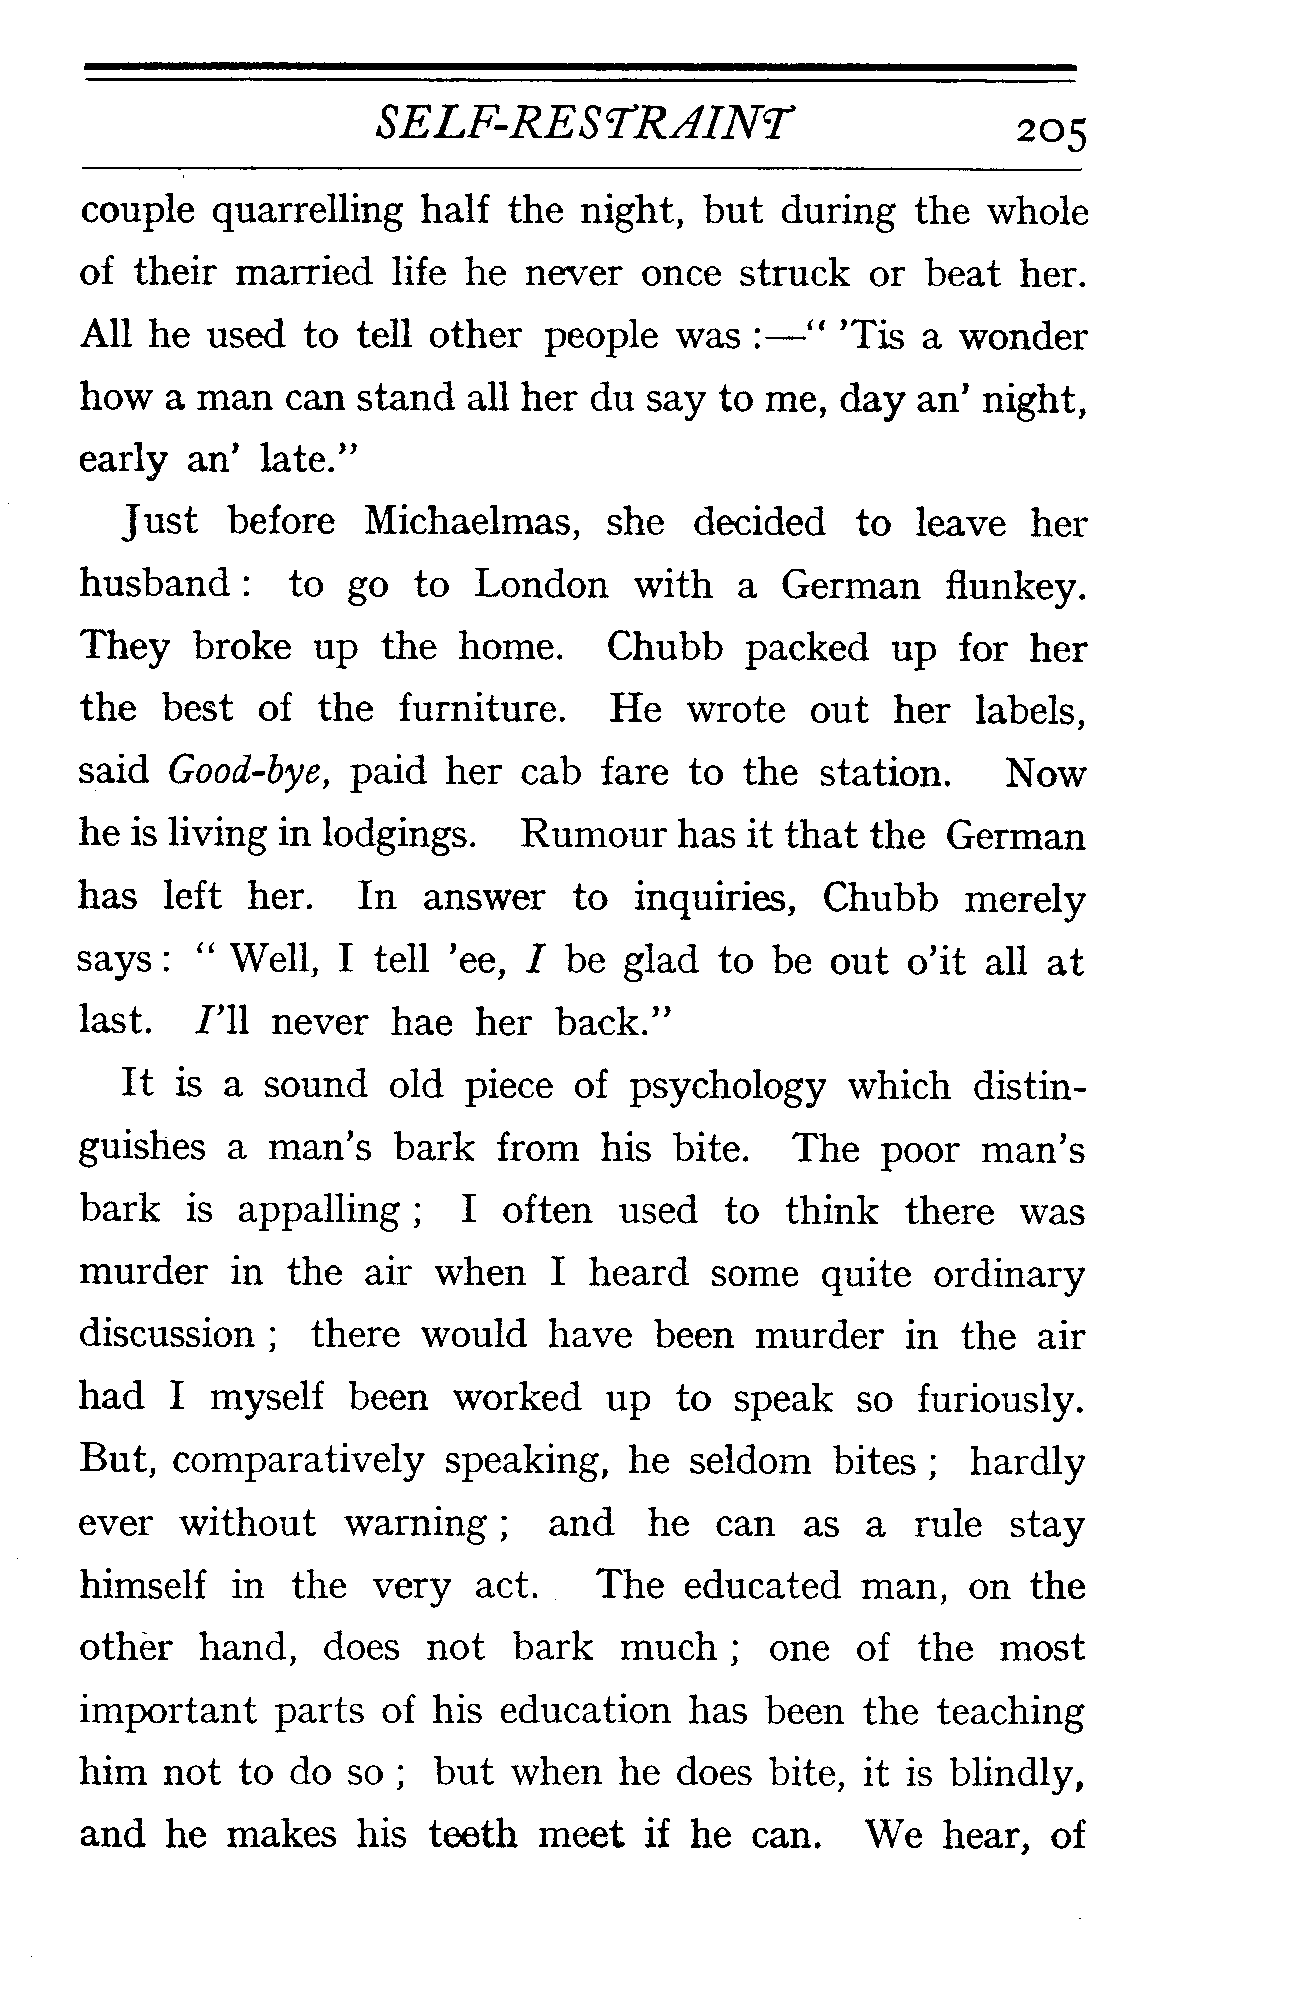 SELF-RESTRAINT 205
couple quarrelling half the night, but during the whole
of their married life he never once struck or beat her.
All he used to tell other people was :—“ ’Tis a wonder
how a man can stand all her du say to me, day an’ night,
early an’ late.”
Just before Michaelmas, she decided to leave her
husband : to go to London with a German flunkey.
They broke up the home. Chubb packed up for her
the best of the furniture. He wrote out her labels,
said Good-bye, paid her cab fare to the station. Now
he is living in lodgings. Rumour has it that the German
has left her. In answer to inquiries, Chubb merely
says : “ Well, I tell ’ee, I be glad to be out o’it all at
last. I’ll never hae her back.”
It is a sound old piece of psychology which distin-
guishes a man’s bark from his bite. The poor man’s
bark is appalling ; I often used to think there was
murder in the air when I heard some quite ordinary
discussion ; there would have been murder in the air
had I myself been worked up to speak so furiously.
But, comparatively speaking, he seldom bites ; hardly
ever without warning ; and he can as a rule stay
himself in the very act. The educated man, on the
other hand, does not bark much ; one of the most
important parts of his education has been the teaching
him not to do so ; but when he does bite, it is blindly,
and he makes his teeth meet if he can. We hear, of